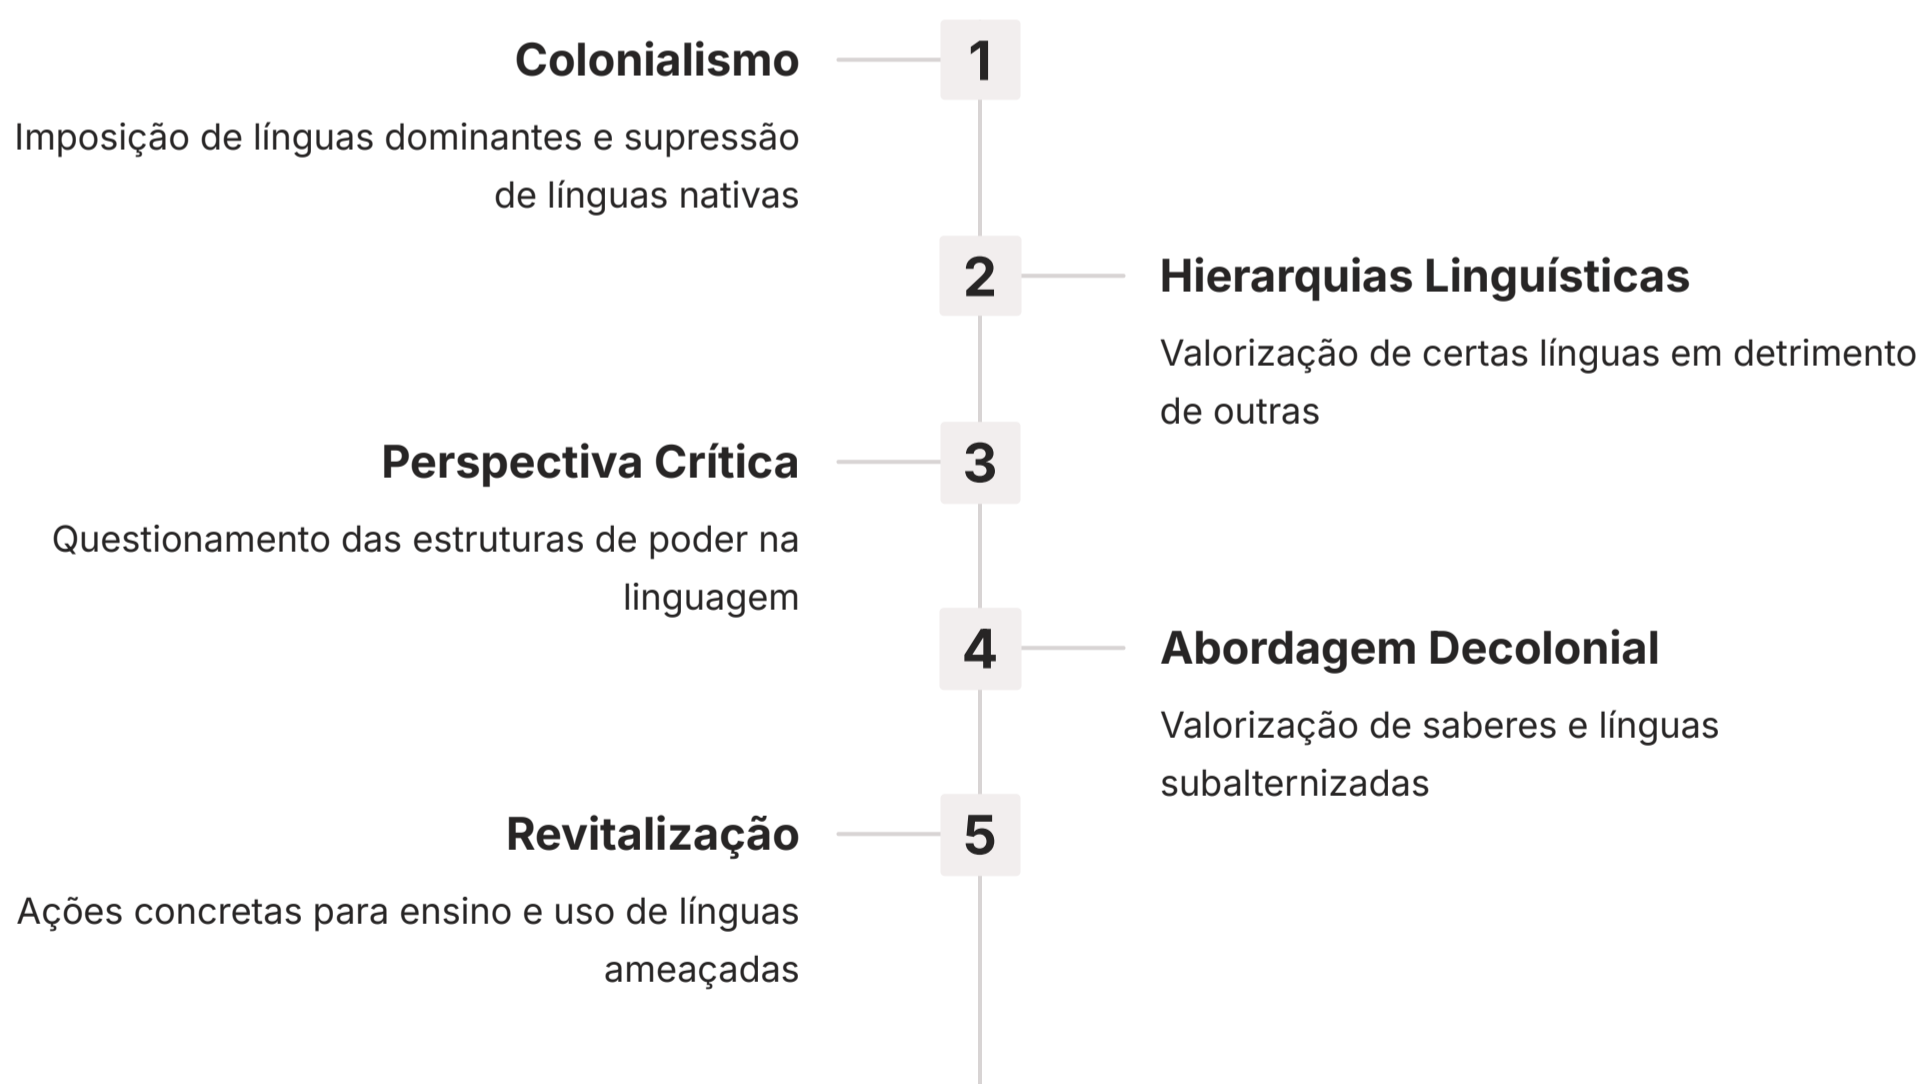 Colonialismo
1
Imposição de línguas dominantes e supressão
de línguas nativas
2
Hierarquias Linguísticas
Valorização de certas línguas em detrimento
de outras
Perspectiva Crítica
3
Questionamento das estruturas de poder na
linguagem
4
Abordagem Decolonial
Valorização de saberes e línguas
subalternizadas
Revitalização
5
Ações concretas para ensino e uso de línguas
ameaçadas